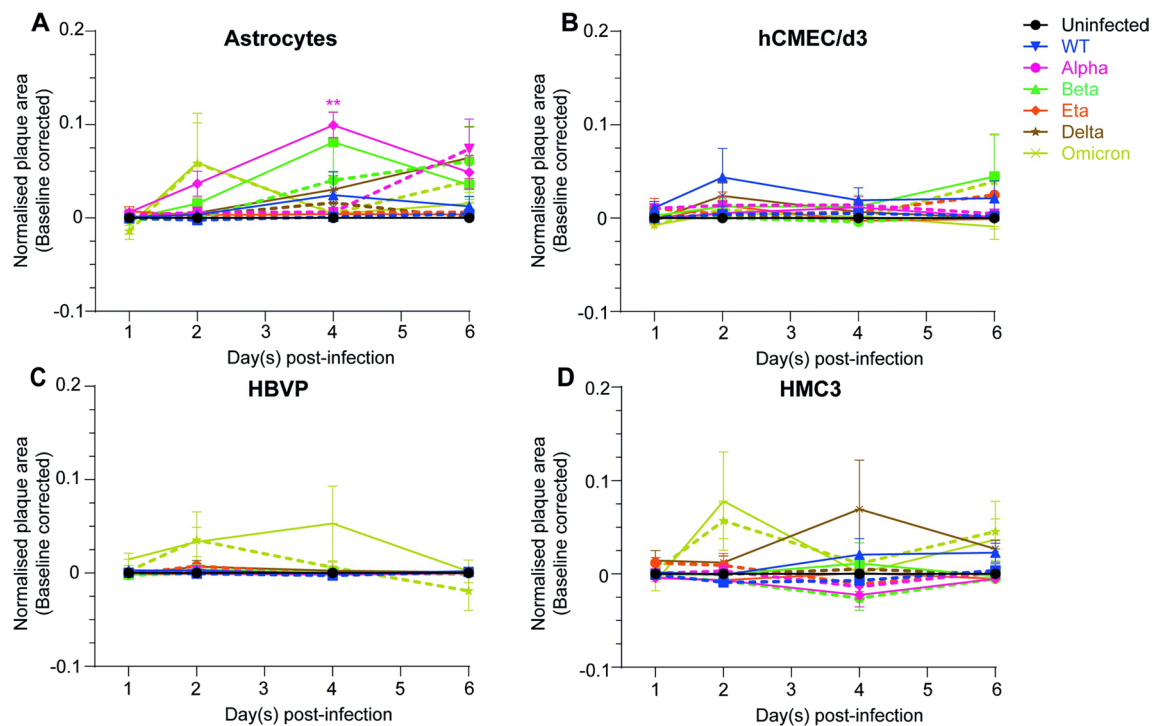 A
Astrocytes
0.2
0.1
0
-0.1
Normalised plaque area
(Baseline corrected)
1 2 3 4 5 6
Day(s) post-infection
B
hCMEC/d3
0.2
0.1
0
-0.1
Normalised plaque area
(Baseline corrected)
1 2 3 4 5 6
Day(s) post-infection
**
Uninfected
WT
Alpha
Beta
Eta
Delta
Omicron
C
HBVP
0.2
0.1
0
-0.1
Normalised plaque area
(Baseline corrected)
1 2 3 4 5 6
Day(s) post-infection
D
HMC3
0.2
0.1
0
-0.1
Normalised plaque area
(Baseline corrected)
1 2 3 4 5 6
Day(s) post-infection